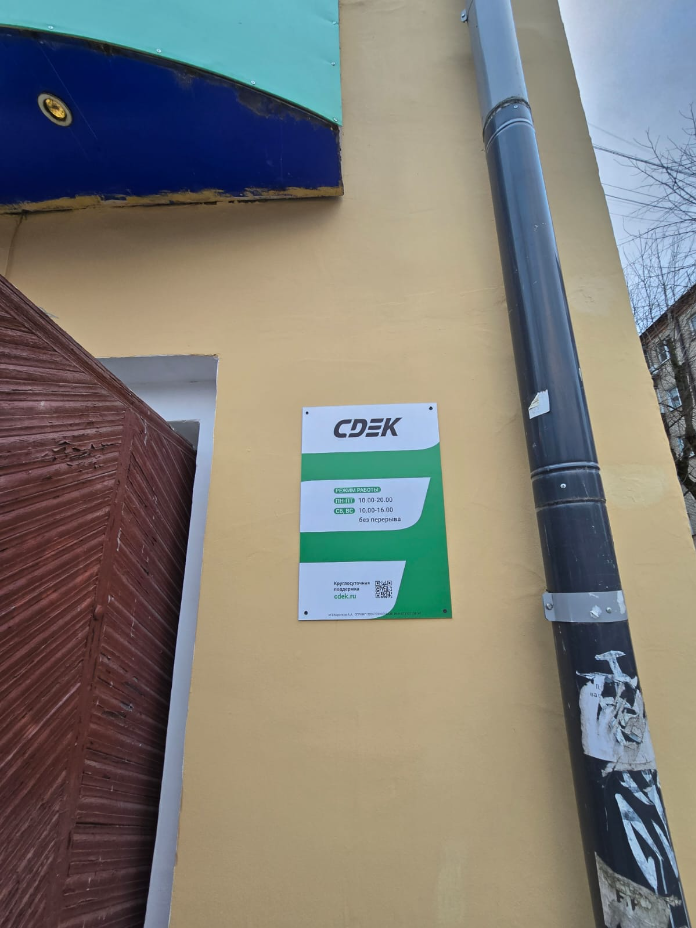 CDEK
РЕЖИМ РАБОТЫ:
ПН-ПТ 10.00-20.00
СБ, ВС 10.00-16.00
без перерыва
Круглосуточная
поддержка
cdek.ru